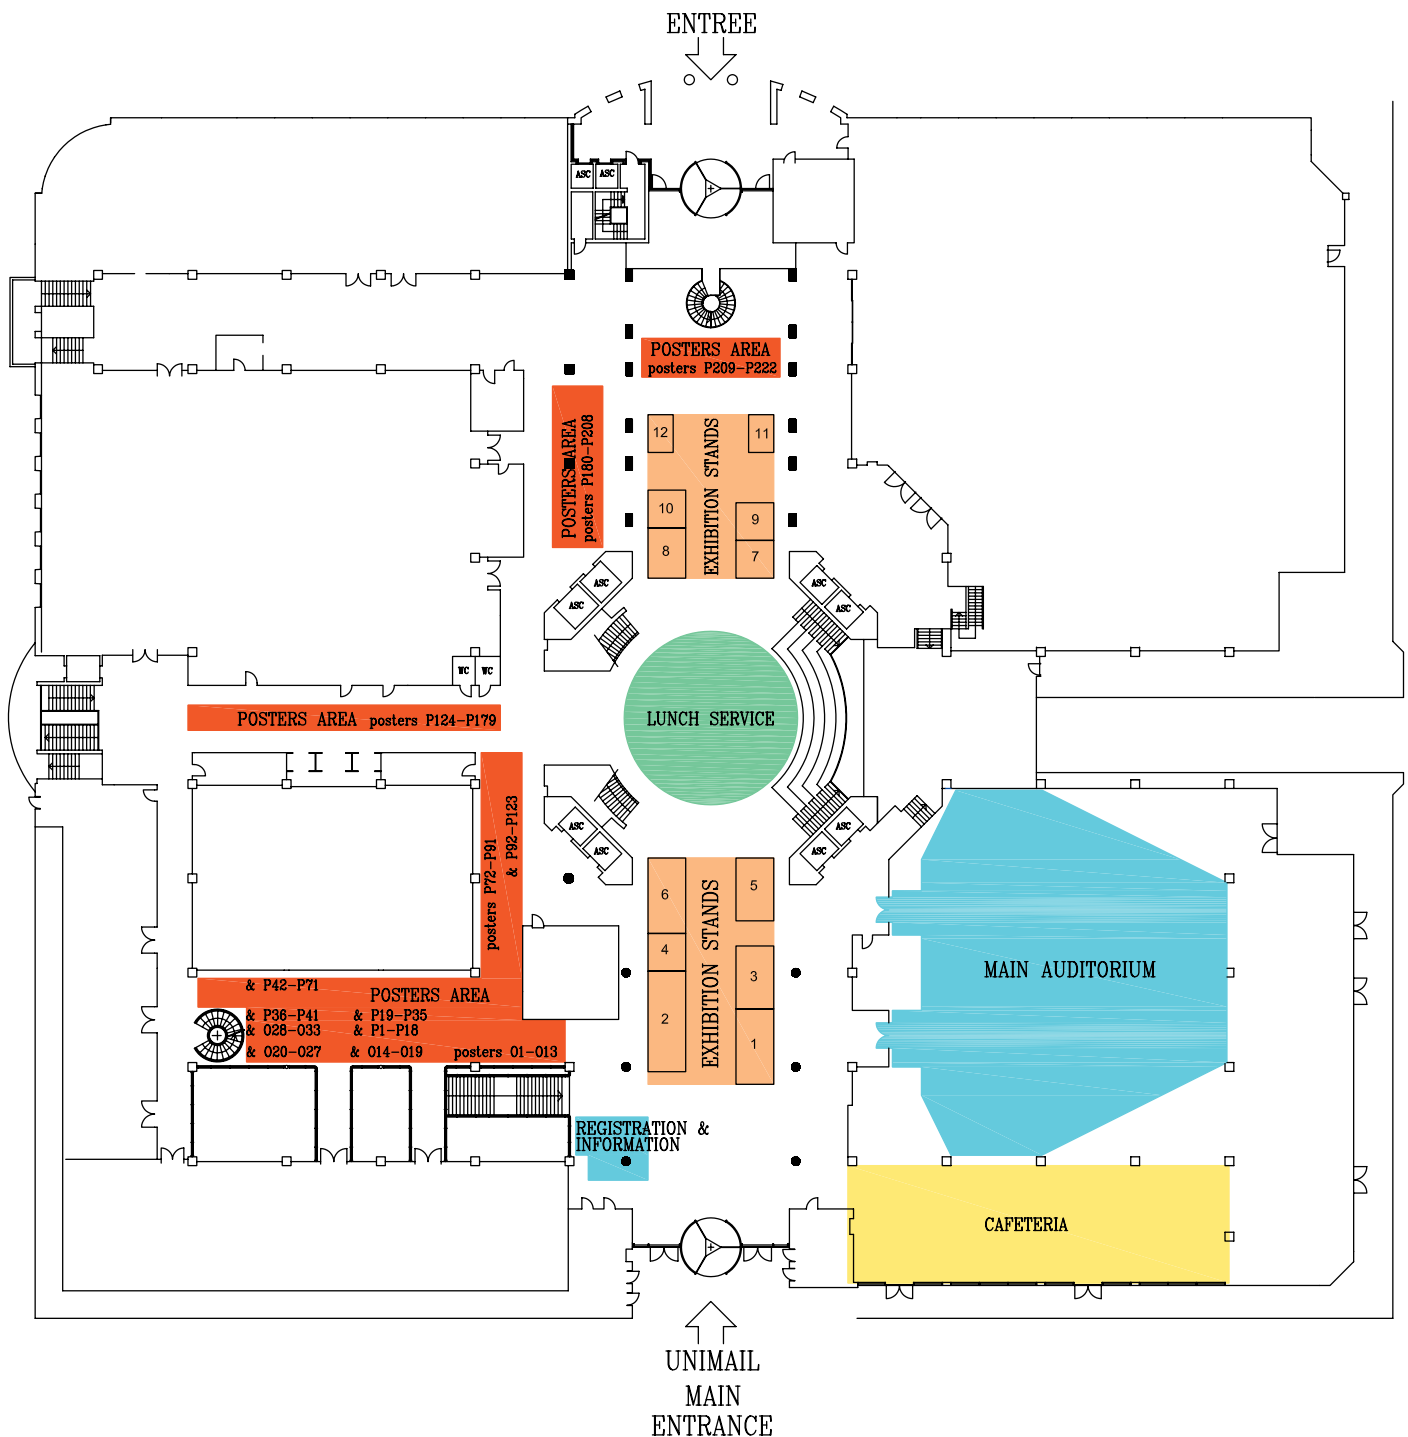 ENTREE
ASC ASC
POSTERS AREA
posters P209-P222
POSTERS AREA
posters P180-P208
12
11
EXHIBITION STANDS
10
9
8
7
ASC
ASC
ASC
ASC
WC WC
POSTERS AREA posters P124-P179
LUNCH SERVICE
posters P72-P91
& P92-P123
ASC
ASC
ASC
ASC
6
5
EXHIBITION STANDS
4
3
2
1
MAIN AUDITORIUM
& P42-P71
POSTERS AREA
& P36-P41 & P19-P35
& 028-033 & P1-P18
& 020-027 & 014-019 posters 01-013
REGISTRATION &
INFORMATION
CAFETERIA
UNIMAIL
MAIN
ENTRANCE